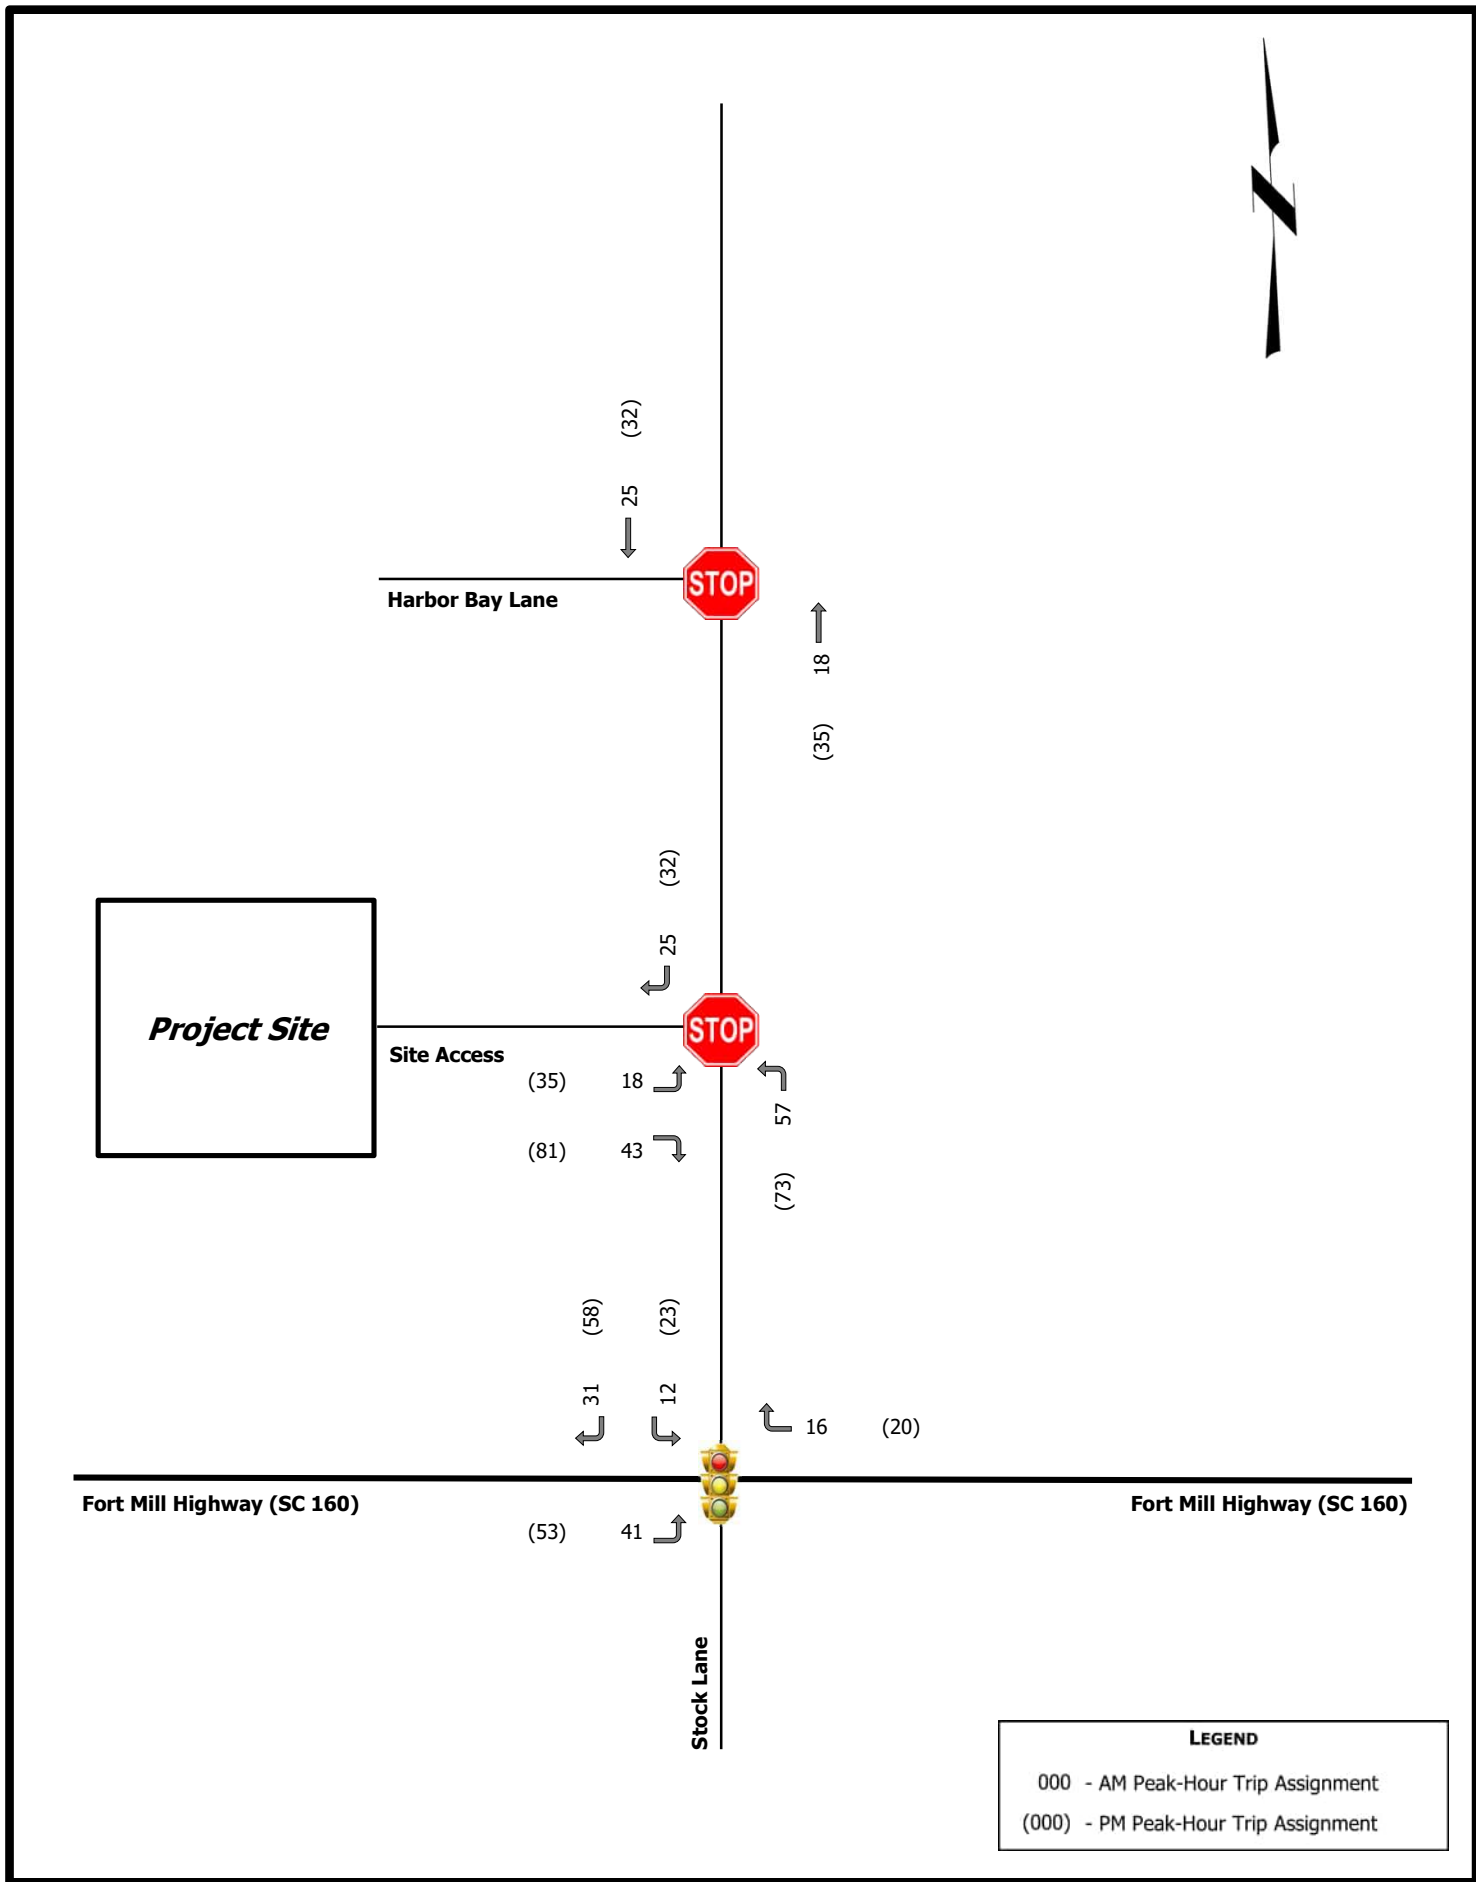 (32)
25
STOP
Harbor Bay Lane
18
(35)
(32)
25
Project Site
STOP
Site Access
(35) 18
57
(81) 43
(73)
(58) (23)
31 12
16 (20)
Fort Mill Highway (SC 160)
Fort Mill Highway (SC 160)
(53) 41
Stock Lane
LEGEND
000 - AM Peak-Hour Trip Assignment
(000) - PM Peak-Hour Trip Assignment